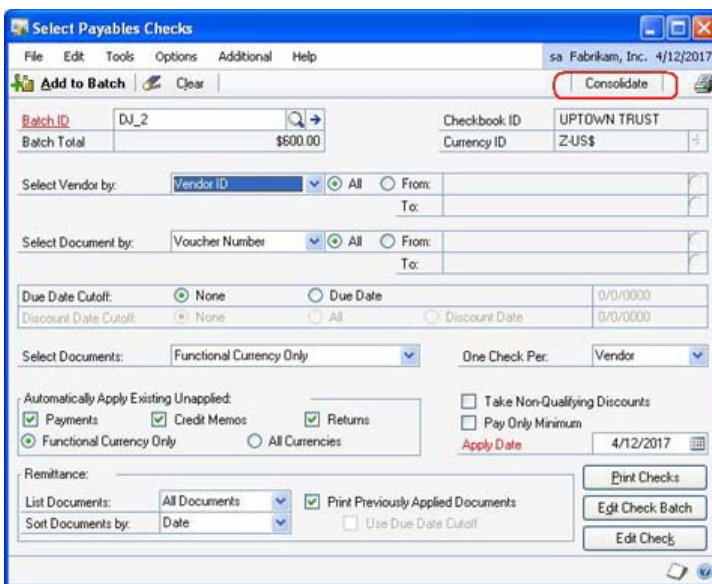 Select Payables Checks
File Edit Tools Options Additional Help sa Fabrikam, Inc. 4/12/2017
Add to Batch Clear Consolidate
Batch ID DJ_2 Checkbook ID UPTOWN TRUST
Batch Total $600.00 Currency ID Z-US$
Select Vendor by: Vendor ID All From:
To:
Select Document by: Voucher Number All From:
To:
Due Date Cutoff: None Due Date 0/0/0000
Discount Date Cutoff: None All Discount Date 0/0/0000
Select Documents: Functional Currency Only One Check Per: Vendor
Automatically Apply Existing Unapplied: Take Non-Qualifying Discounts
Payments Credit Memos Returns Pay Only Minimum
Functional Currency Only All Currencies Apply Date 4/12/2017
Remittance: Print Checks
List Documents: All Documents Print Previously Applied Documents Edit Check Batch
Sort Documents by: Date Use Due Date Cutoff Edit Check